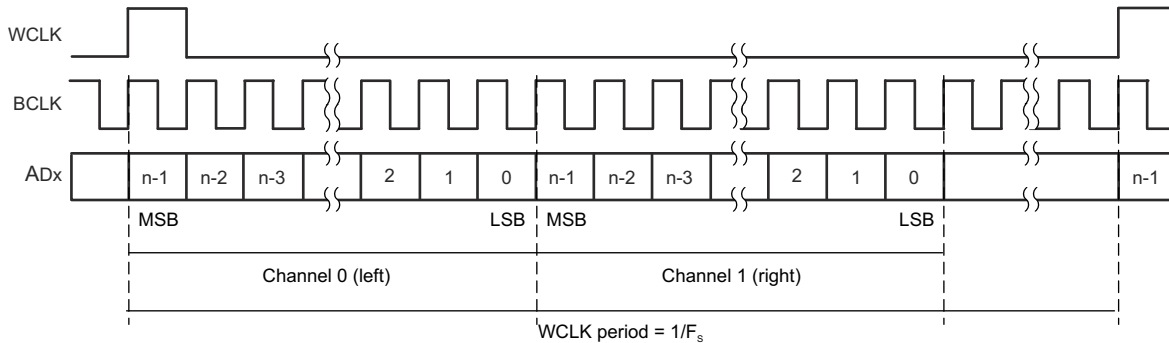 WCLK
BCLK
ADx n-1 n-2 n-3 2 1 0 n-1 n-2 n-3 2 1 0 n-1
MSB LSB MSB LSB
Channel 0 (left) Channel 1 (right)
WCLK period = 1/Fs